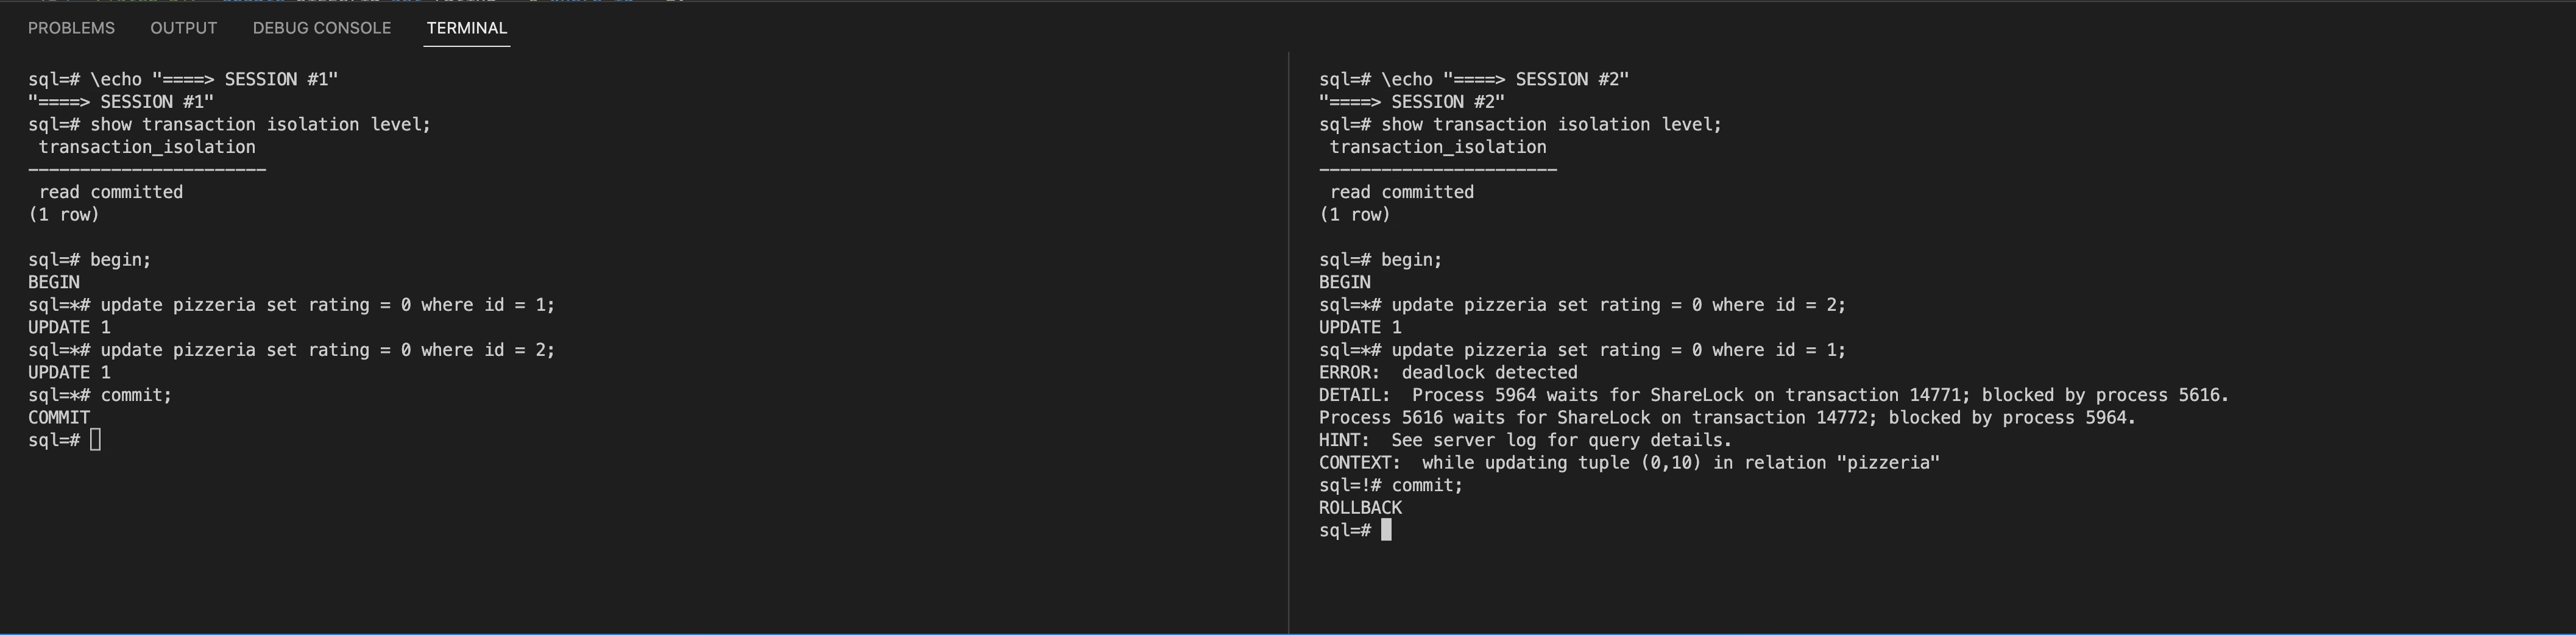 PROBLEMS OUTPUT DEBUG CONSOLE TERMINAL
sql=# \echo "====> SESSION #1"
"====> SESSION #1"
sql=# show transaction isolation level;
transaction_isolation
-----------------------
read committed
(1 row)
sql=# begin;
BEGIN
sql=*# update pizzeria set rating = 0 where id = 1;
UPDATE 1
sql=*# update pizzeria set rating = 0 where id = 2;
UPDATE 1
sql=*# commit;
COMMIT
sql=#
sql=# \echo "====> SESSION #2"
"====> SESSION #2"
sql=# show transaction isolation level;
transaction_isolation
-----------------------
read committed
(1 row)
sql=# begin;
BEGIN
sql=*# update pizzeria set rating = 0 where id = 2;
UPDATE 1
sql=*# update pizzeria set rating = 0 where id = 1;
ERROR:  deadlock detected
DETAIL:  Process 5964 waits for ShareLock on transaction 14771; blocked by process 5616.
Process 5616 waits for ShareLock on transaction 14772; blocked by process 5964.
HINT:  See server log for query details.
CONTEXT:  while updating tuple (0,10) in relation "pizzeria"
sql=!# commit;
ROLLBACK
sql=#